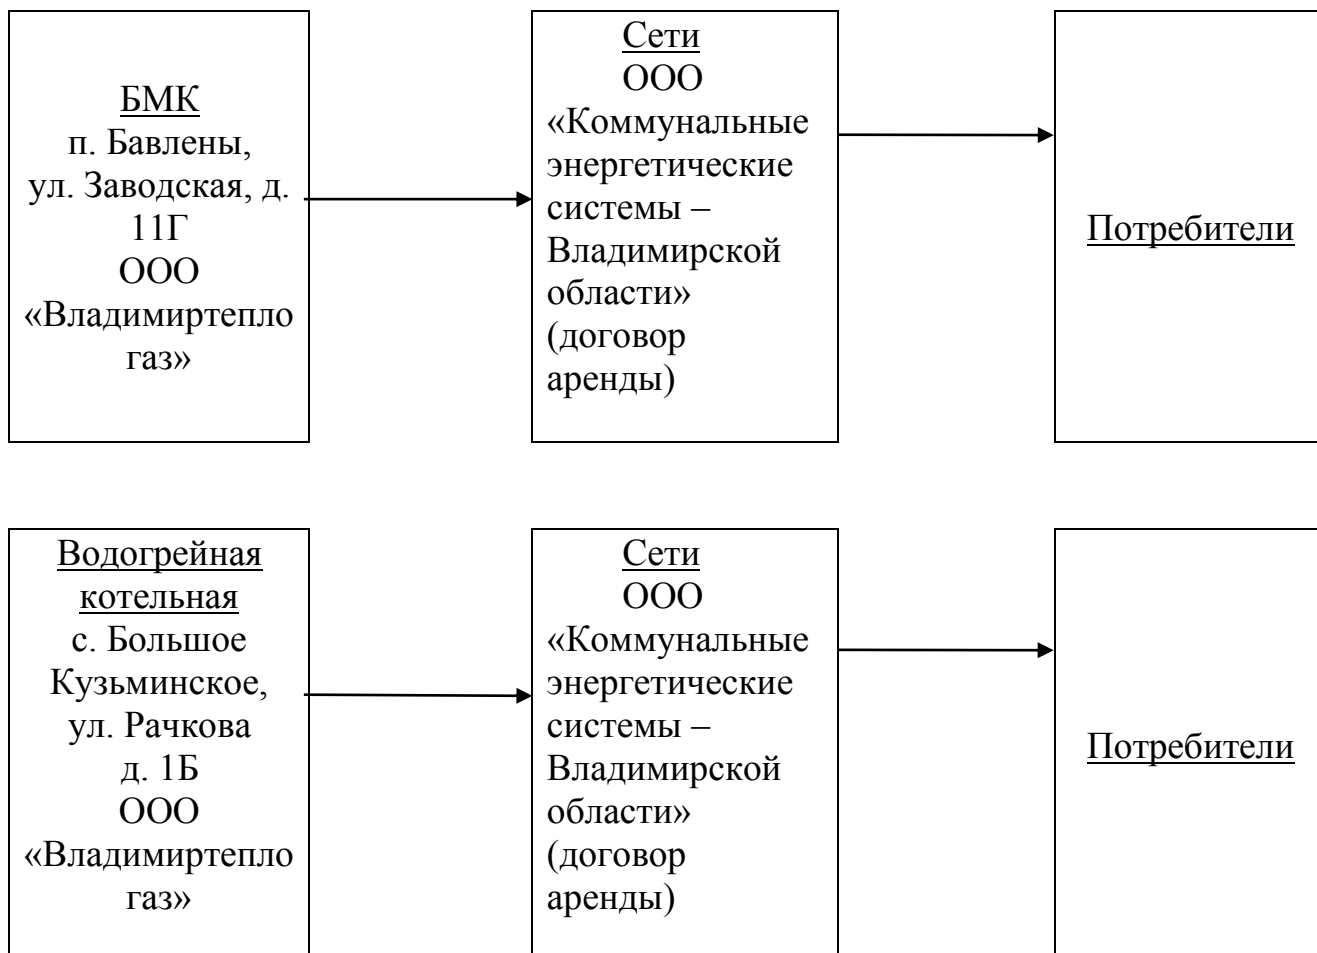 БМК
п. Бавлены,
ул. Заводская, д.
11Г
ООО
«Владимиртепло
газ»
Сети
ООО
«Коммунальные
энергетические
системы –
Владимирской
области»
(договор
аренды)
Потребители
Водогрейная
котельная
с. Большое
Кузьминское,
ул. Рачкова
д. 1Б
ООО
«Владимиртепло
газ»
Сети
ООО
«Коммунальные
энергетические
системы –
Владимирской
области»
(договор
аренды)
Потребители